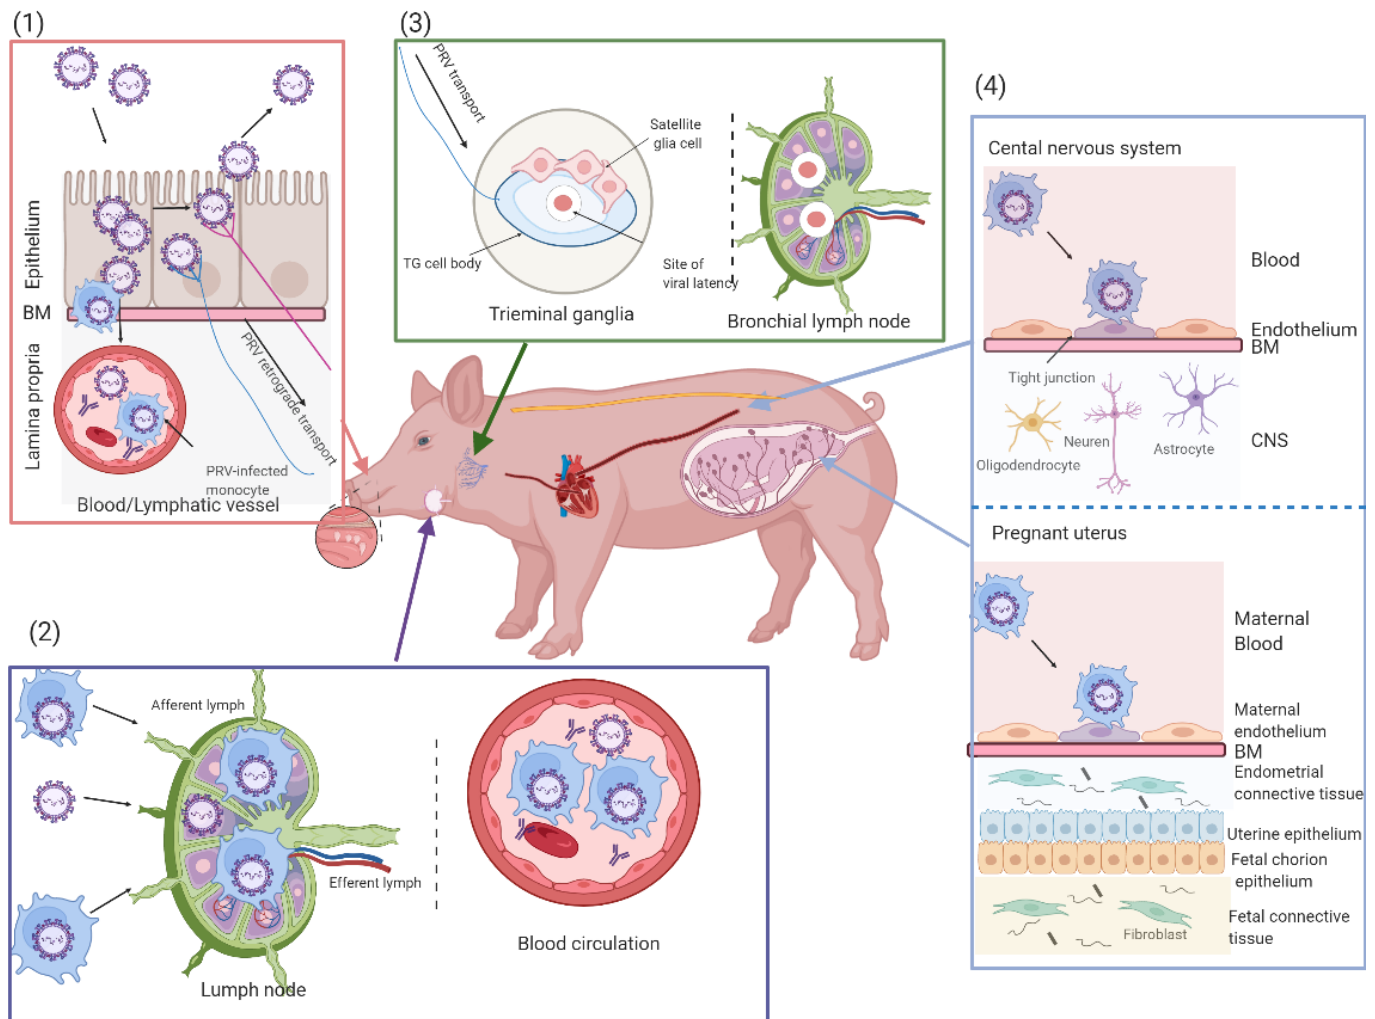 (1)
Epithelium
BM
Lamina propria
PRV retrograde transport
PRV-infected
monocyte
Blood/Lymphatic vessel
(3)
PRV transport
Satellite
glia cell
TG cell body
Site of
viral latency
Trieminal ganglia
Bronchial lymph node
(4)
Cental nervous system
Blood
Endothelium
BM
Tight junction
Neuren
Oligodendrocyte
Astrocyte
CNS
Pregnant uterus
Maternal
Blood
Maternal
endothelium
BM
Endometrial
connective tissue
Uterine epithelium
Fetal chorion
epithelium
Fetal connective
tissue
Fibroblast
(2)
Afferent lymph
Efferent lymph
Lumph node
Blood circulation